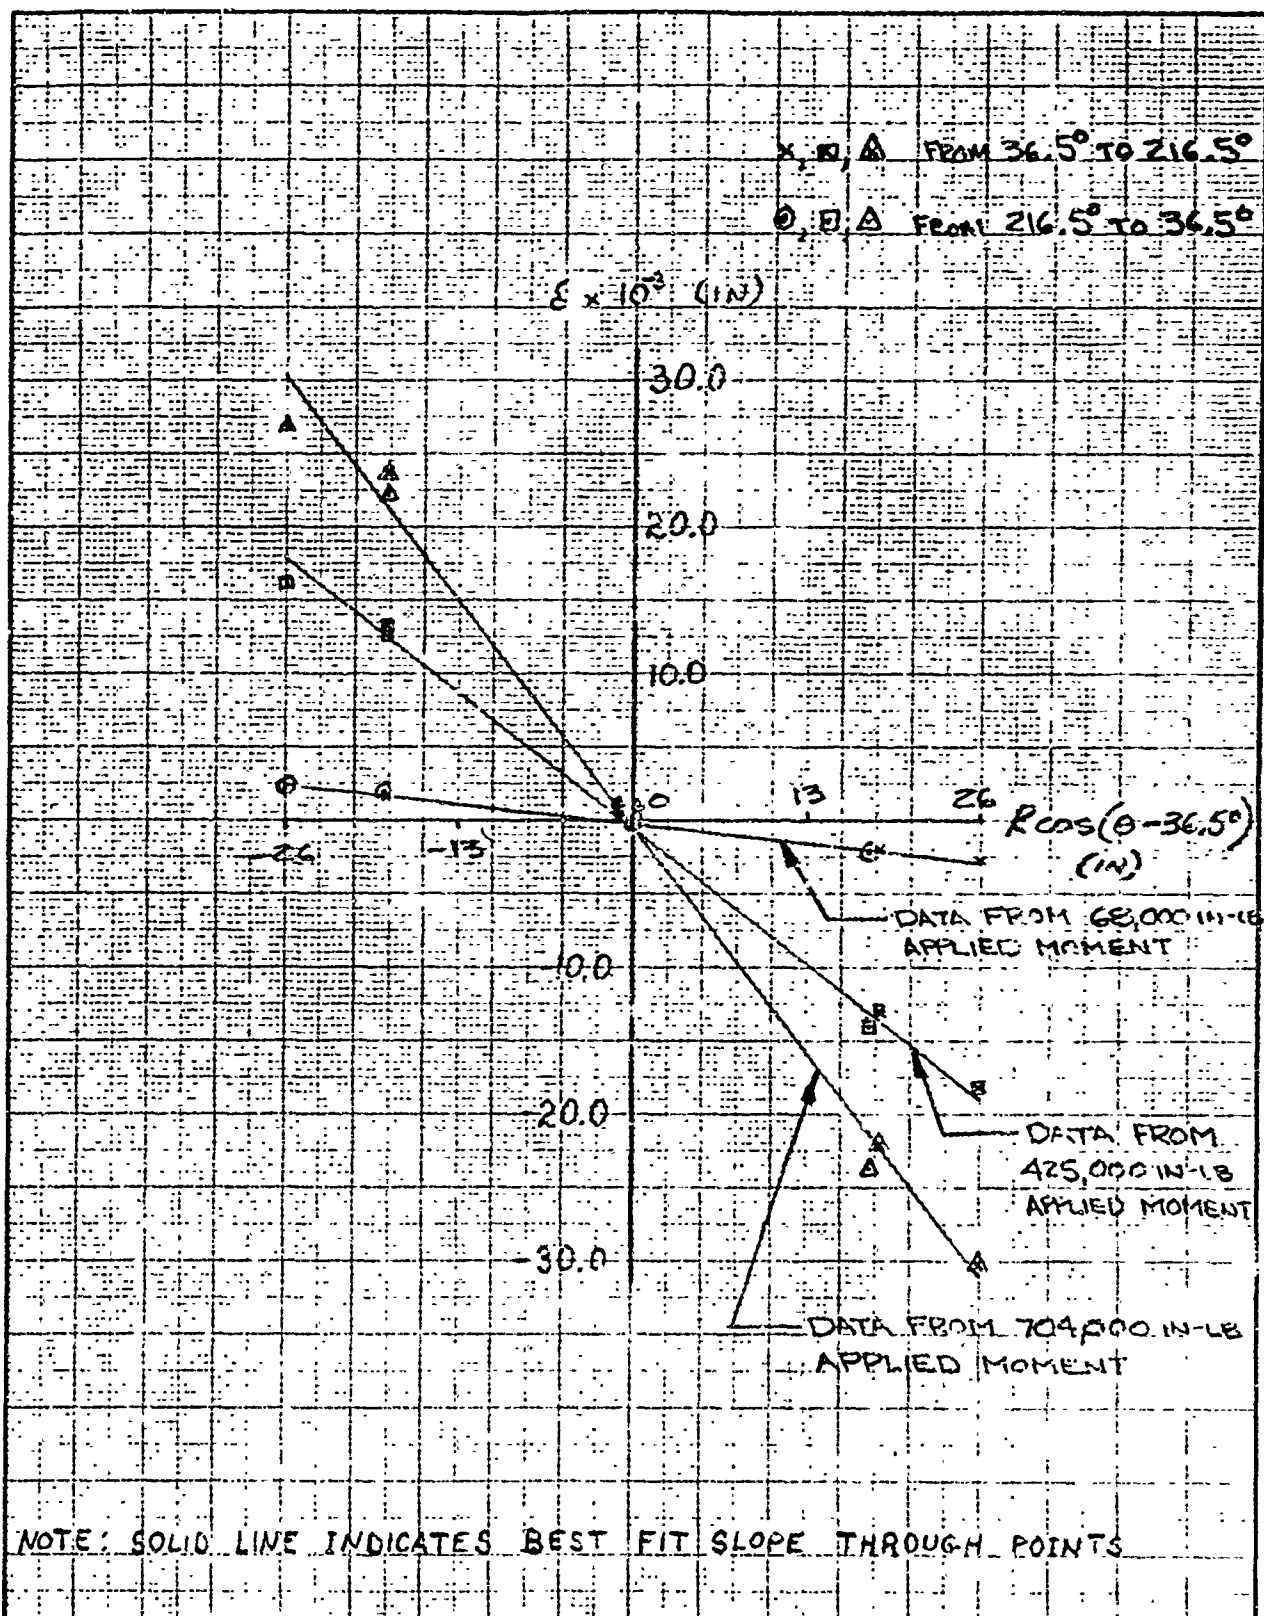 ×, ⊠, △ FROM 36.5° TO 216.5°
⊙, ⊡, △ FROM 216.5° TO 36.5°
ε × 10⁻³ (IN)
30.0
20.0
10.0
0
13
26
-26
-13
R cos(θ-36.5°)
(IN)
DATA FROM 68,000 IN-LB
APPLIED MOMENT
-10.0
-20.0
DATA FROM
425,000 IN-LB
APPLIED MOMENT
-30.0
DATA FROM 704,000 IN-LB
APPLIED MOMENT
NOTE: SOLID LINE INDICATES BEST FIT SLOPE THROUGH POINTS